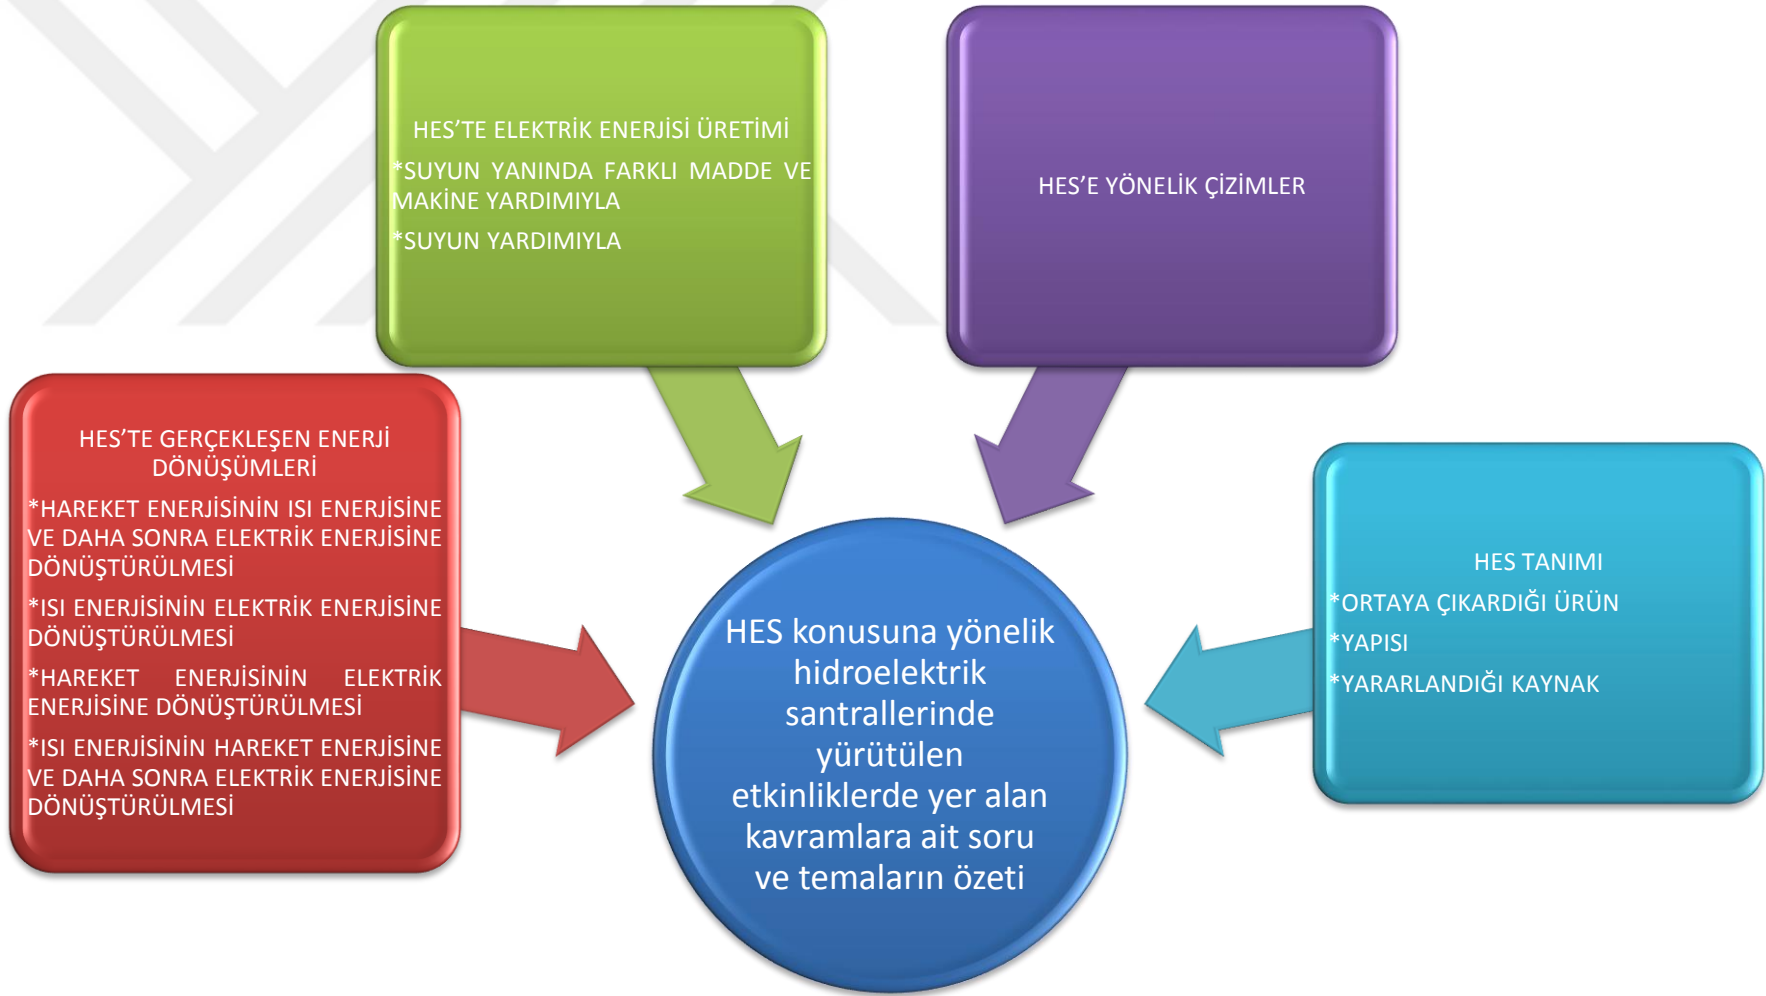 HES’TE ELEKTRİK ENERJİSİ ÜRETİMİ
*SUYUN YANINDA FARKLI MADDE VE
MAKİNE YARDIMIYLA
*SUYUN YARDIMIYLA
HES’E YÖNELİK ÇİZİMLER
HES’TE GERÇEKLEŞEN ENERJİ
DÖNÜŞÜMLERİ
*HAREKET ENERJİSİNİN ISI ENERJİSİNE
VE DAHA SONRA ELEKTRİK ENERJİSİNE
DÖNÜŞTÜRÜLMESİ
*ISI ENERJİSİNİN ELEKTRİK ENERJİSİNE
DÖNÜŞTÜRÜLMESİ
*HAREKET ENERJİSİNİN ELEKTRİK
ENERJİSİNE DÖNÜŞTÜRÜLMESİ
*ISI ENERJİSİNİN HAREKET ENERJİSİNE
VE DAHA SONRA ELEKTRİK ENERJİSİNE
DÖNÜŞTÜRÜLMESİ
HES TANIMI
*ORTAYA ÇIKARDIĞI ÜRÜN
*YAPISI
*YARARLANDIĞI KAYNAK
HES konusuna yönelik
hidroelektrik
santrallerinde
yürütülen
etkinliklerde yer alan
kavramlara ait soru
ve temaların özeti